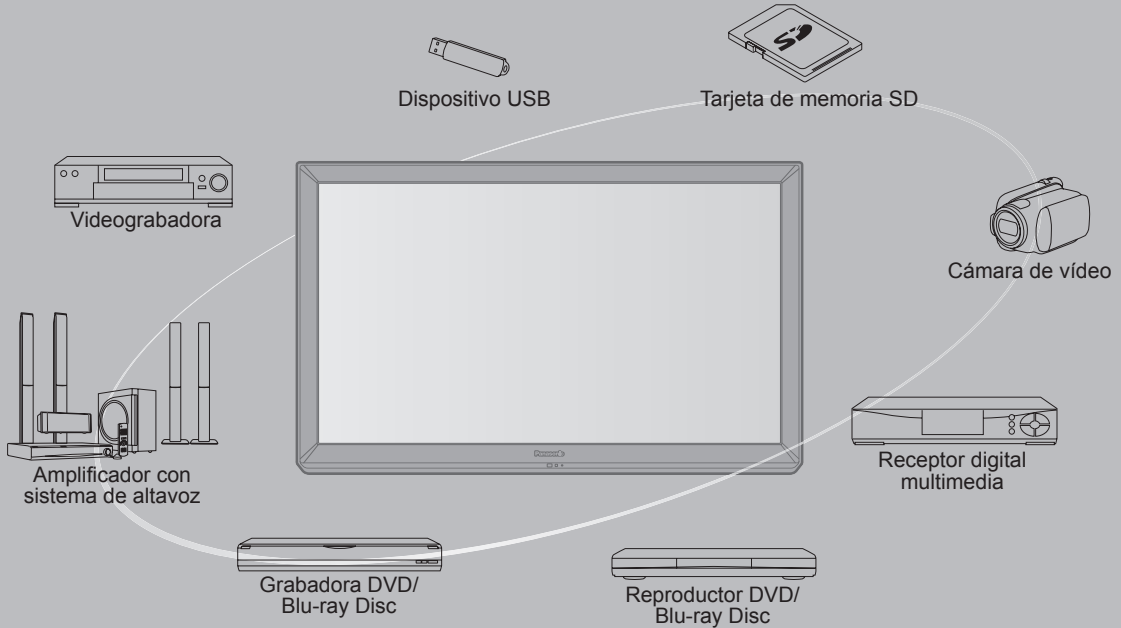 Dispositivo USB
Tarjeta de memoria SD
Videograbadora
Cámara de vídeo
Amplificador con
sistema de altavoz
Receptor digital
multimedia
Grabadora DVD/
Blu-ray Disc
Reproductor DVD/
Blu-ray Disc